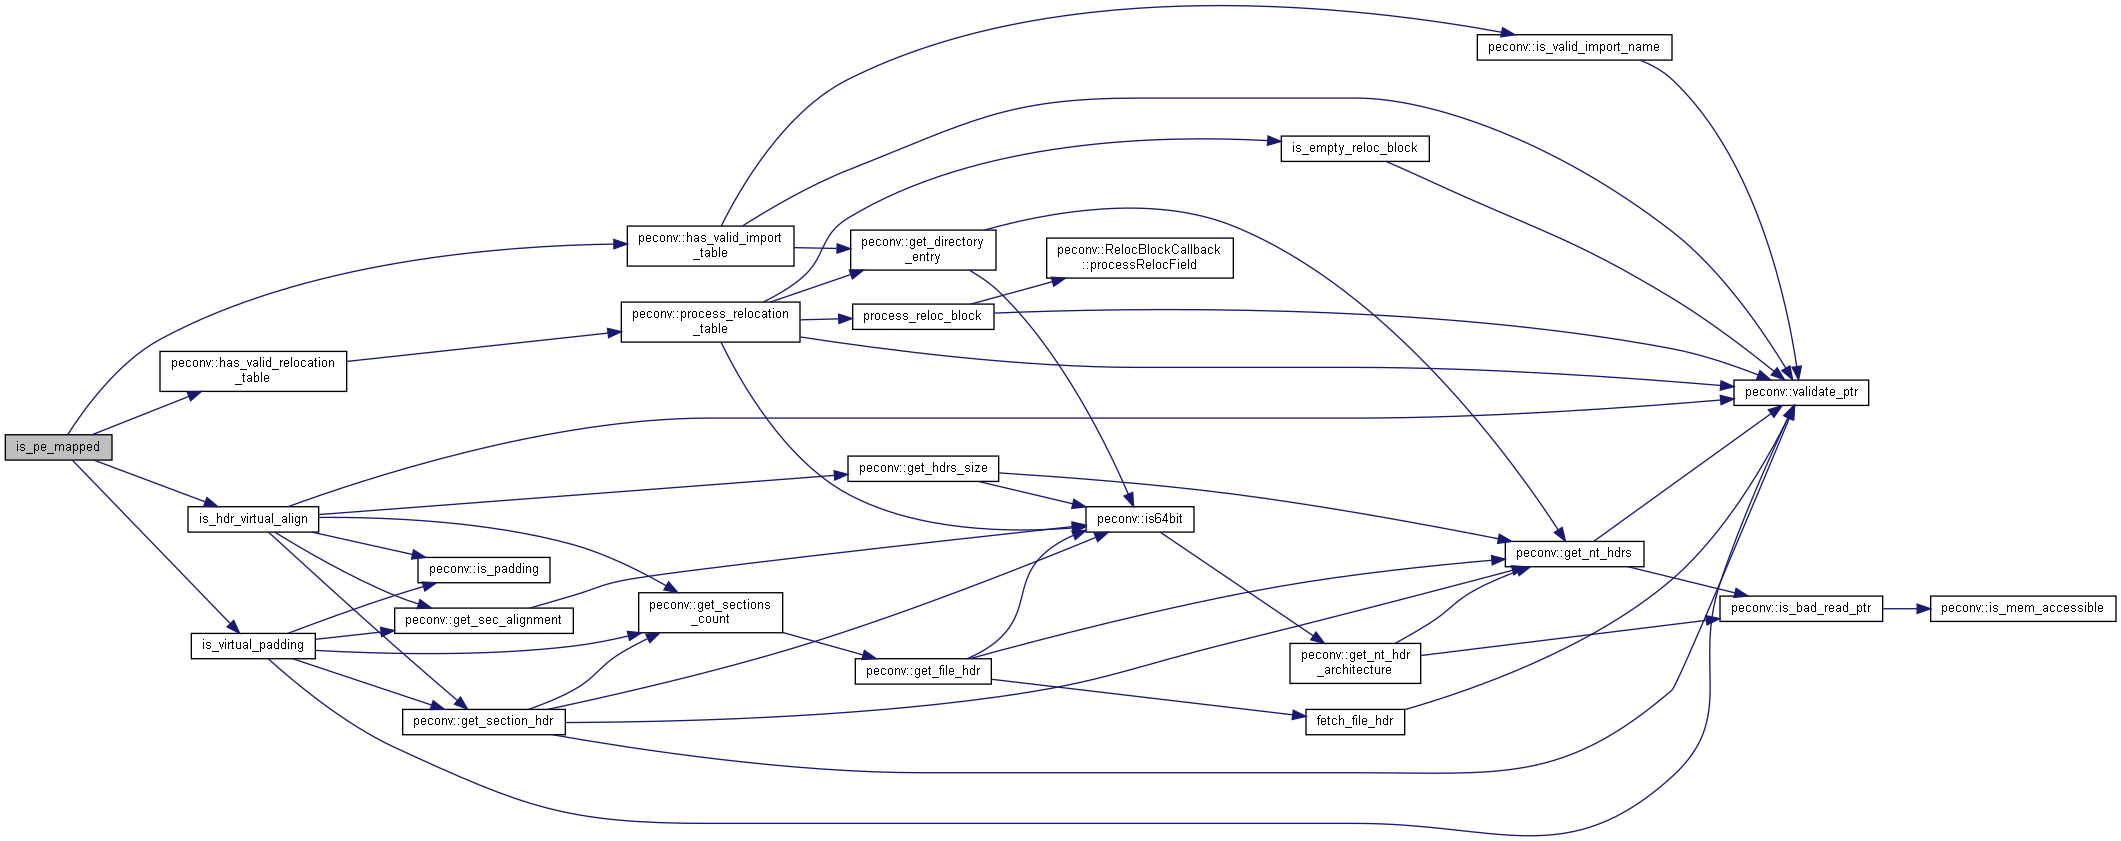 peconv::is_valid_import_name
is_empty_reloc_block
peconv::has_valid_import
_table
peconv::get_directory
_entry
peconv::RelocBlockCallback
::processRelocField
peconv::process_relocation
_table
process_reloc_block
peconv::has_valid_relocation
_table
peconv::validate_ptr
is_pe_mapped
peconv::get_hdrs_size
is_hdr_virtual_align
peconv::is64bit
peconv::get_nt_hdrs
peconv::is_padding
peconv::get_sections
_count
peconv::is_bad_read_ptr
peconv::is_mem_accessible
peconv::get_sec_alignment
is_virtual_padding
peconv::get_nt_hdr
_architecture
peconv::get_file_hdr
peconv::get_section_hdr
fetch_file_hdr